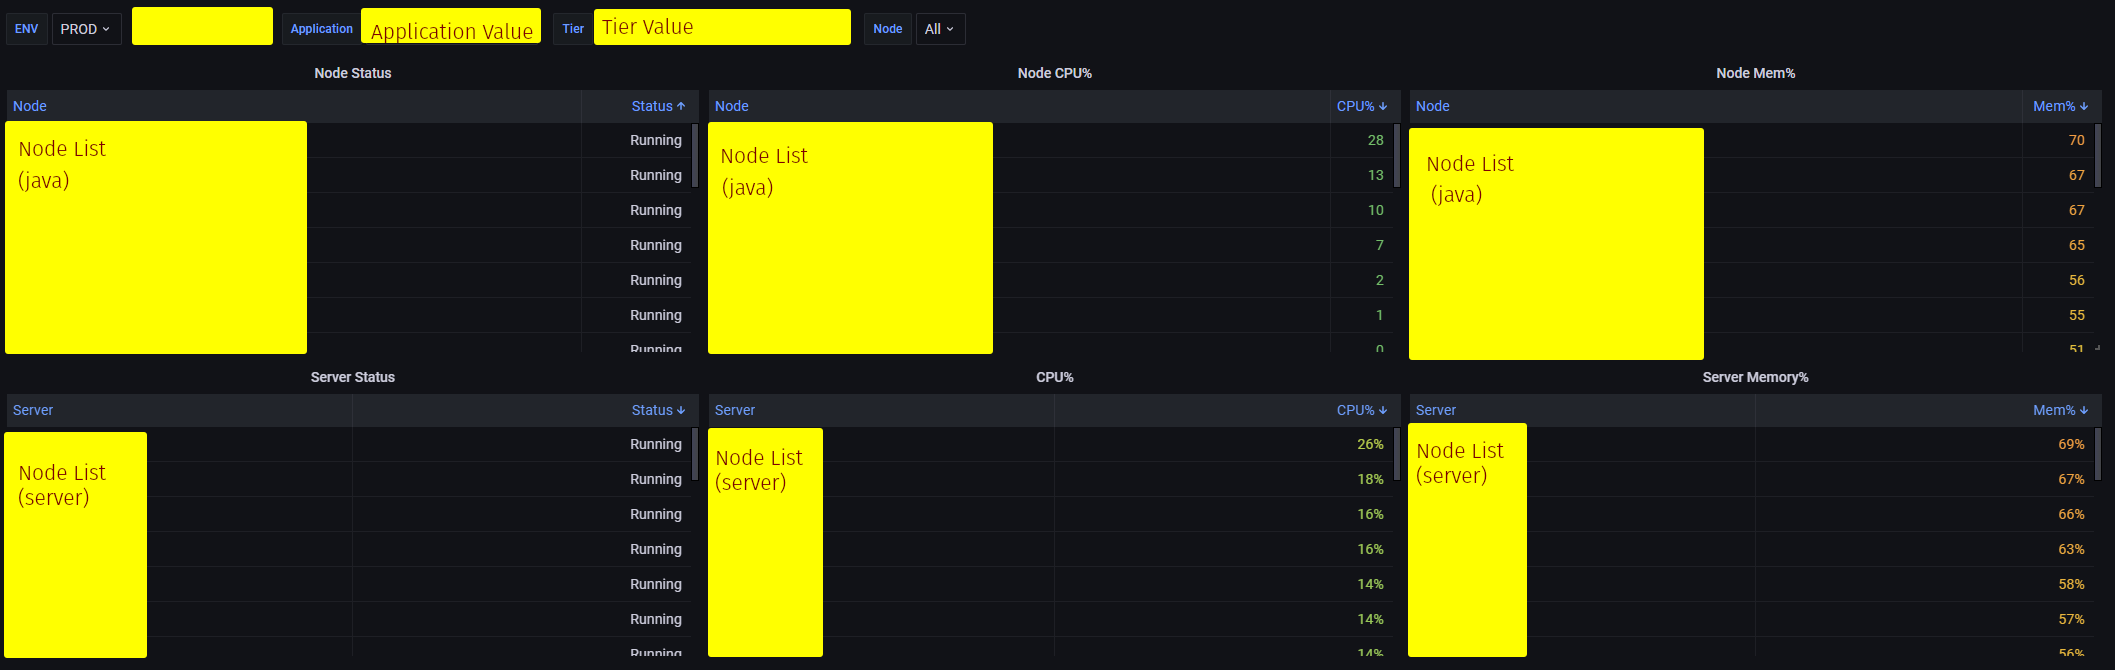 ENV PROD Application Application Value Tier Tier Value Node All
Node Status
Node Status
Node List
(java)
Running
Running
Running
Running
Running
Running
Running
Node CPU%
Node CPU%
Node List
(java)
28
13
10
7
2
1
0
Node Mem%
Node Mem%
Node List
(java)
70
67
67
65
56
55
51
Server Status
Server Status
Node List
(server)
Running
Running
Running
Running
Running
Running
Running
CPU%
Server CPU%
Node List
(server)
26%
18%
16%
16%
14%
14%
14%
Server Memory%
Server Mem%
Node List
(server)
69%
67%
66%
63%
58%
57%
56%